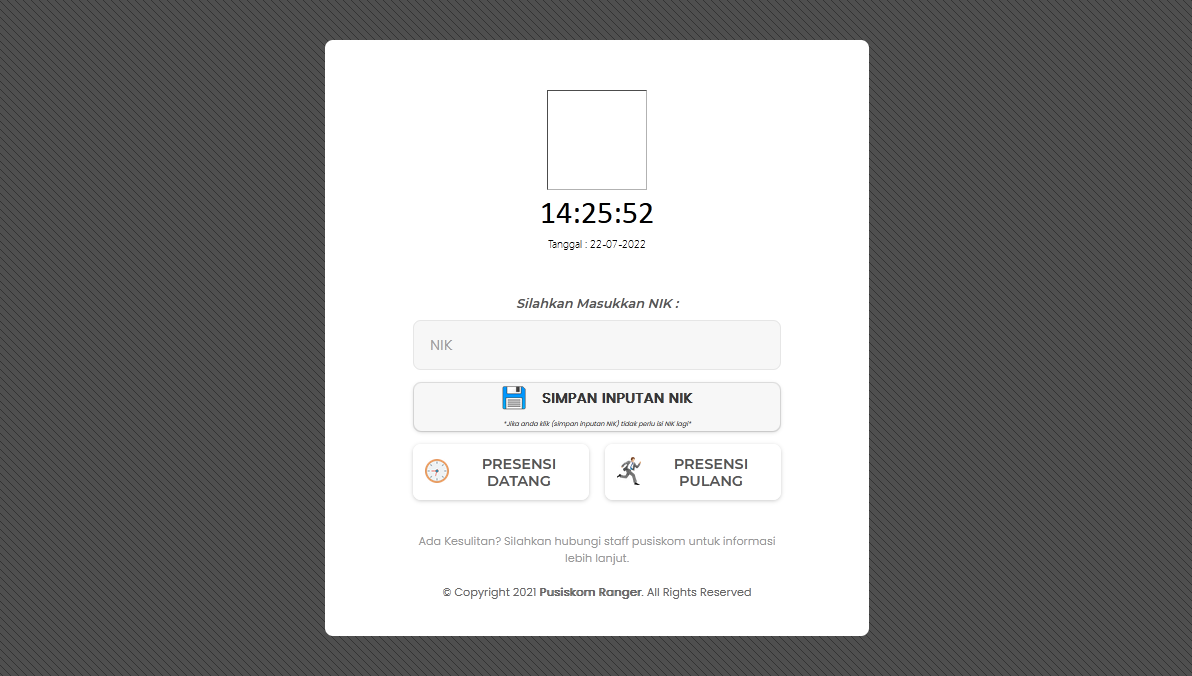 14:25:52
Tanggal : 22-07-2022
Silahkan Masukkan NIK :
NIK
SIMPAN INPUTAN NIK
*Jika anda klik (simpan inputan NIK) tidak perlu isi NIK lagi*
PRESENSI
DATANG
PRESENSI
PULANG
Ada Kesulitan? Silahkan hubungi staff pusiskom untuk informasi
lebih lanjut.
© Copyright 2021 Pusiskom Ranger. All Rights Reserved